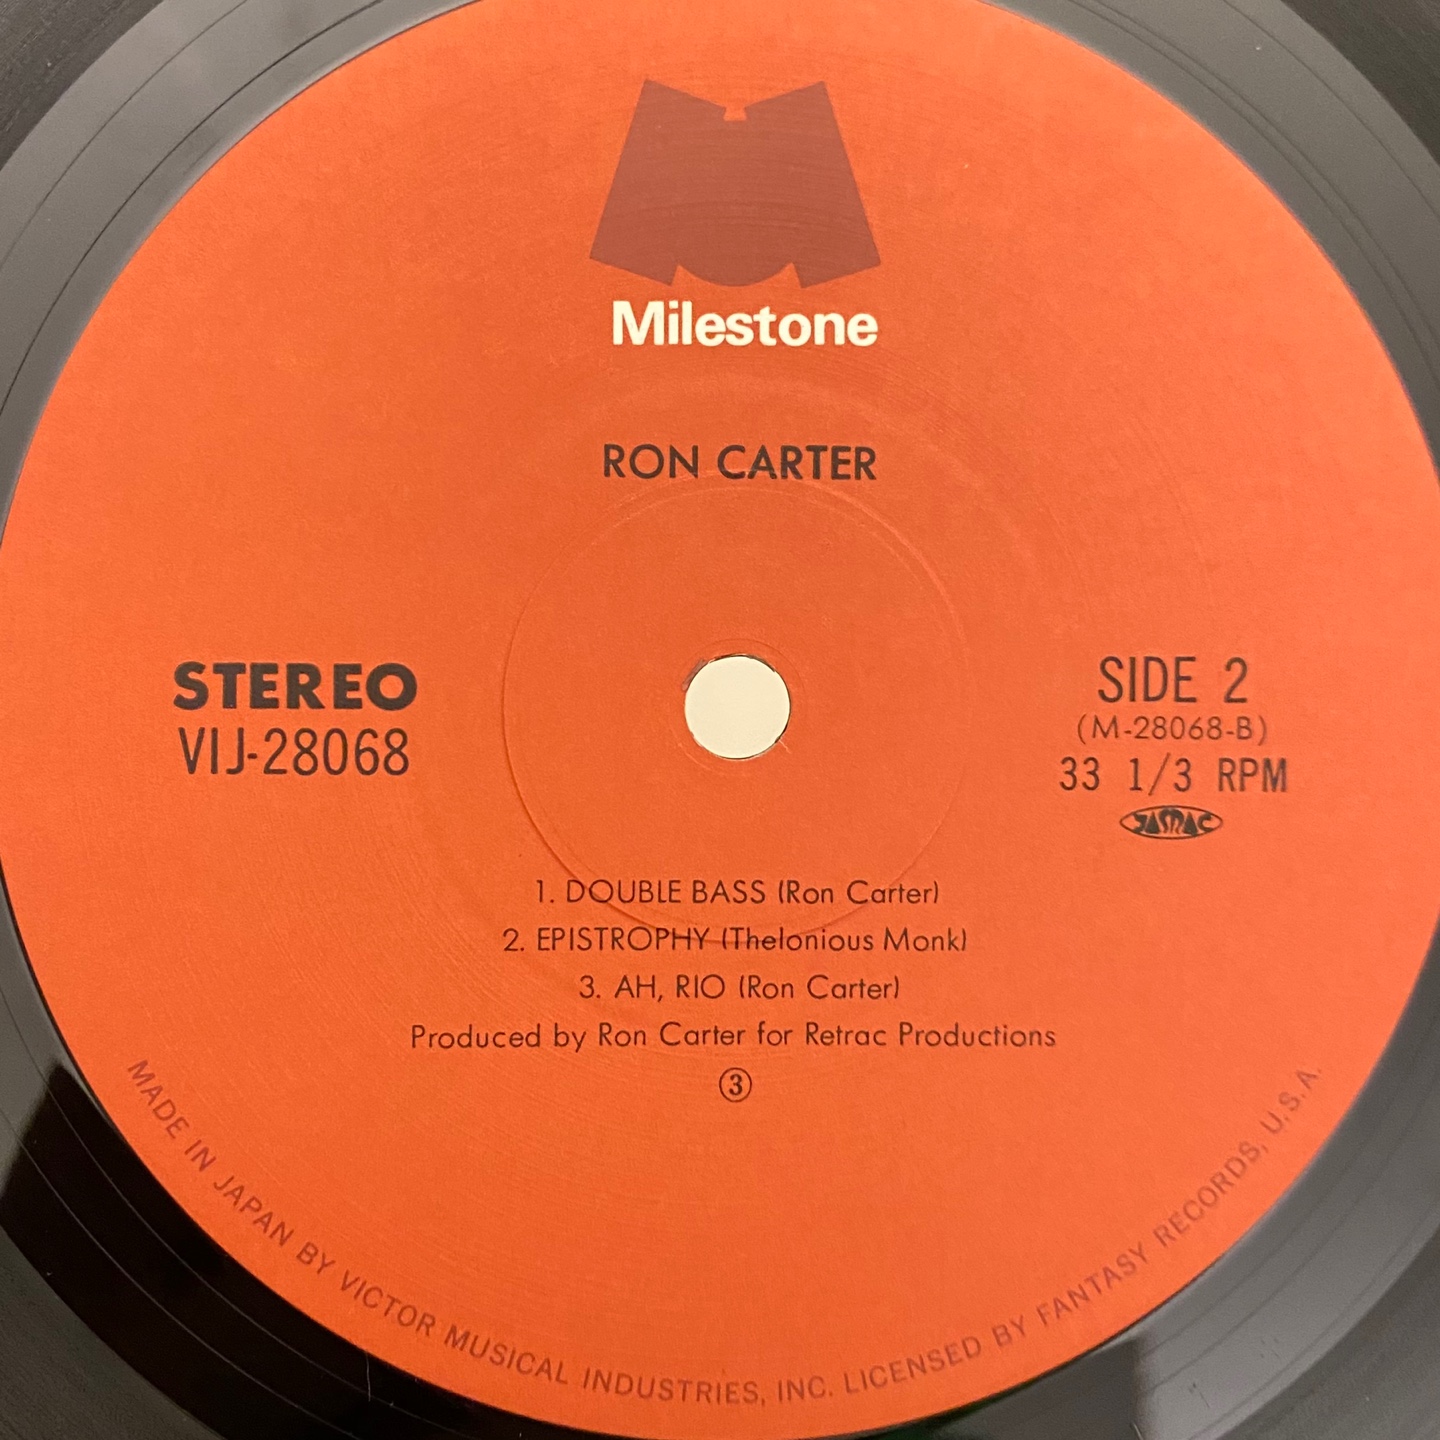 Milestone
RON CARTER
STEREO
VIJ-28068
SIDE 2
(M-28068-B)
33 1/3 RPM
JASRAC
1. DOUBLE BASS (Ron Carter)
2. EPISTROPHY (Thelonious Monk)
3. AH, RIO (Ron Carter)
Produced by Ron Carter for Retrac Productions
③
MADE IN JAPAN BY VICTOR MUSICAL INDUSTRIES, INC. LICENSED BY FANTASY RECORDS, U.S.A.